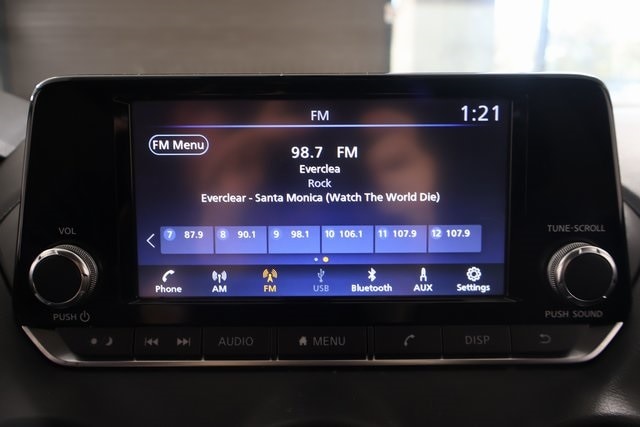 FM
1:21
FM Menu
98.7 FM
Everclea
Rock
Everclear - Santa Monica (Watch The World Die)
7 87.9 8 90.1 9 98.1 10 106.1 11 107.9 12 107.9
Phone AM FM USB Bluetooth AUX Settings
VOL
PUSH
TUNE-SCROLL
PUSH SOUND
AUDIO MENU DISP